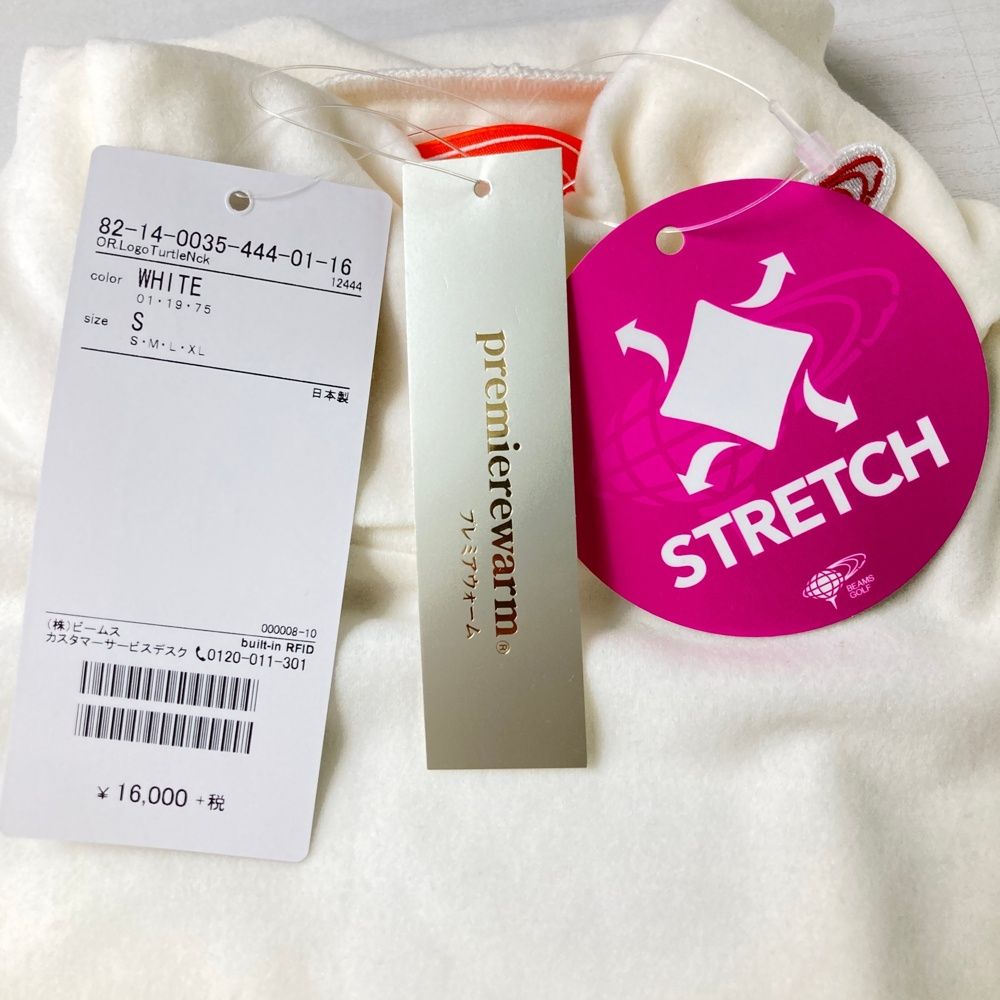 82-14-0035-444-01-16
OR.LogoTurtleNck
12444
color WHITE
01・19・75
size S
S・M・L・XL
日本製
(株)ビームス
000008-10
built-in RFID
カスタマーサービスデスク 0120-011-301
¥ 16,000 +税
premierewarm®
プレミアウォーム
STRETCH
BEAMS
GOLF